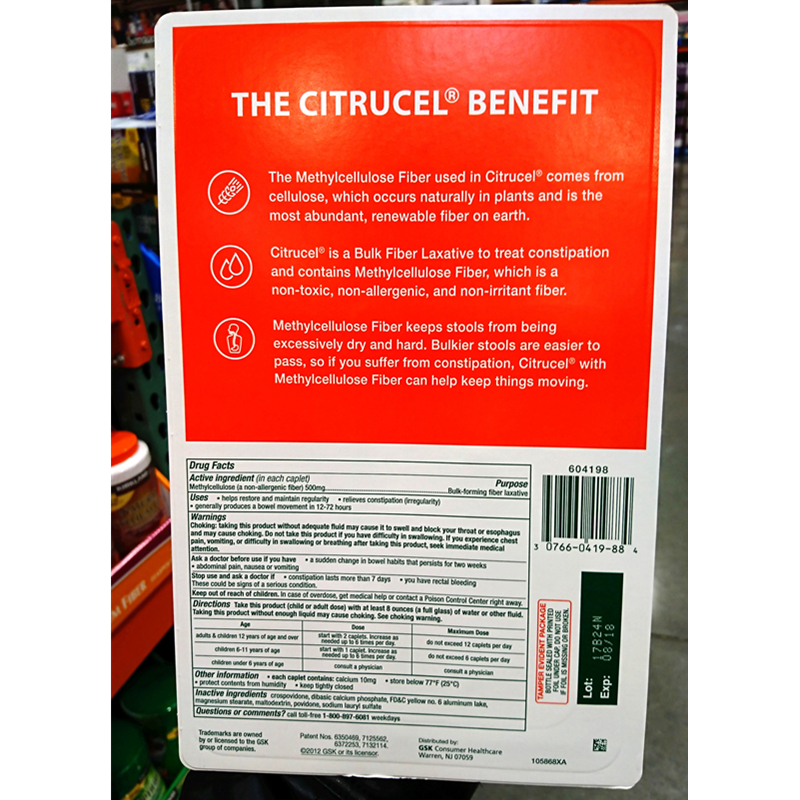 THE CITRUCEL® BENEFIT
The Methylcellulose Fiber used in Citrucel® comes from
cellulose, which occurs naturally in plants and is the
most abundant, renewable fiber on earth.
Citrucel® is a Bulk Fiber Laxative to treat constipation
and contains Methylcellulose Fiber, which is a
non-toxic, non-allergenic, and non-irritant fiber.
Methylcellulose Fiber keeps stools from being
excessively dry and hard. Bulkier stools are easier to
pass, so if you suffer from constipation, Citrucel® with
Methylcellulose Fiber can help keep things moving.
Drug Facts
Active ingredient (in each caplet) Purpose
Methylcellulose (a non-allergenic fiber) 500mg Bulk-forming fiber laxative
Uses • helps restore and maintain regularity • relieves constipation (irregularity)
• generally produces a bowel movement in 12-72 hours
Warnings
Choking: taking this product without adequate fluid may cause it to swell and block your throat or esophagus
and may cause choking. Do not take this product if you have difficulty in swallowing. If you experience chest
pain, vomiting, or difficulty in swallowing or breathing after taking this product, seek immediate medical
attention.
Ask a doctor before use if you have • a sudden change in bowel habits that persists for two weeks
• abdominal pain, nausea or vomiting
Stop use and ask a doctor if • constipation lasts more than 7 days • you have rectal bleeding
These could be signs of a serious condition.
Keep out of reach of children. In case of overdose, get medical help or contact a Poison Control Center right away.
Directions Take this product (child or adult dose) with at least 8 ounces (a full glass) of water or other fluid.
Taking this product without enough liquid may cause choking. See choking warning.
Age Dose Maximum Dose
adults & children 12 years of age and over start with 2 caplets. Increase as needed up to 6 times per day. do not exceed 12 caplets per day
children 6-11 years of age start with 1 caplet. Increase as needed up to 6 times per day. do not exceed 6 caplets per day
children under 6 years of age consult a physician consult a physician
Other information • each caplet contains: calcium 10mg • store below 77°F (25°C)
• protect contents from humidity • keep tightly closed
Inactive ingredients crospovidone, dibasic calcium phosphate, FD&C yellow no. 6 aluminum lake,
magnesium stearate, maltodextrin, povidone, sodium lauryl sulfate
Questions or comments? call toll-free 1-800-897-6081 weekdays
604198
3 0766-0419-88 4
TAMPER EVIDENT PACKAGE
BOTTLE SEALED WITH PRINTED
FOIL UNDER CAP. DO NOT USE
IF FOIL IS MISSING OR BROKEN.
Lot: 17B24N
Exp: 08/18
Trademarks are owned
by or licensed to the GSK
group of companies.
Patent Nos. 6350469, 7125562,
6372253, 7132114.
©2012 GSK or its licensor.
Distributed by:
GSK Consumer Healthcare
Warren, NJ 07059
105868XA
KIRKLAND
FIBER